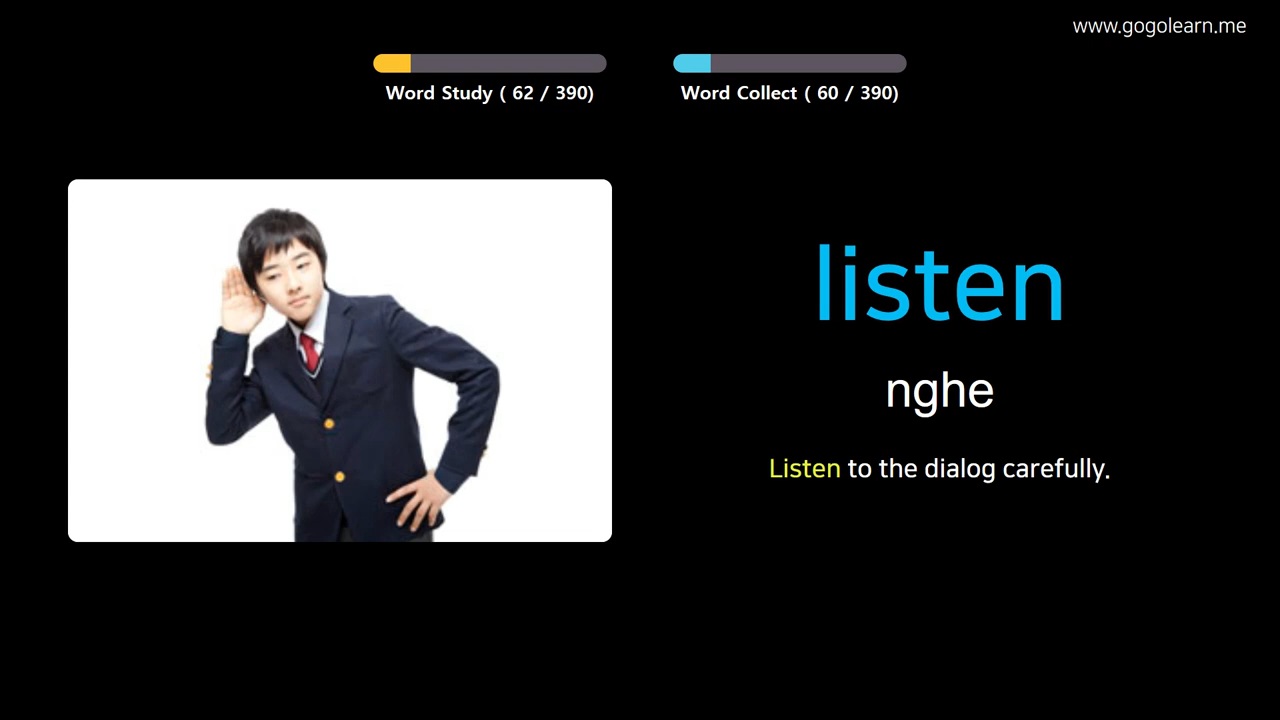 www.gogolearn.me
Word Study ( 62 / 390)
Word Collect ( 60 / 390)
listen
nghe
Listen to the dialog carefully.